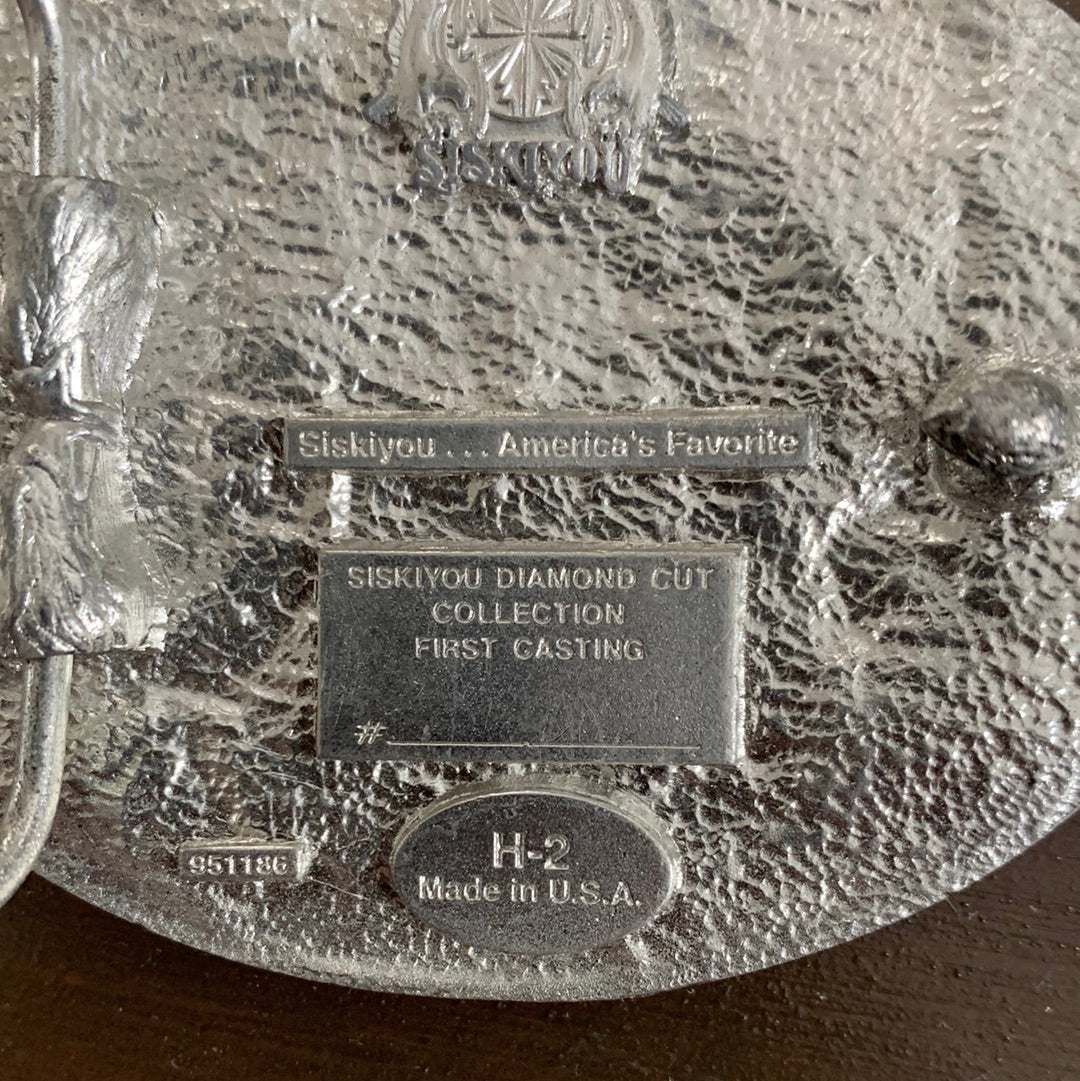 SISKIYOU
Siskiyou ... America's Favorite
SISKIYOU DIAMOND CUT
COLLECTION
FIRST CASTING
#
951186
H-2
Made in U.S.A.